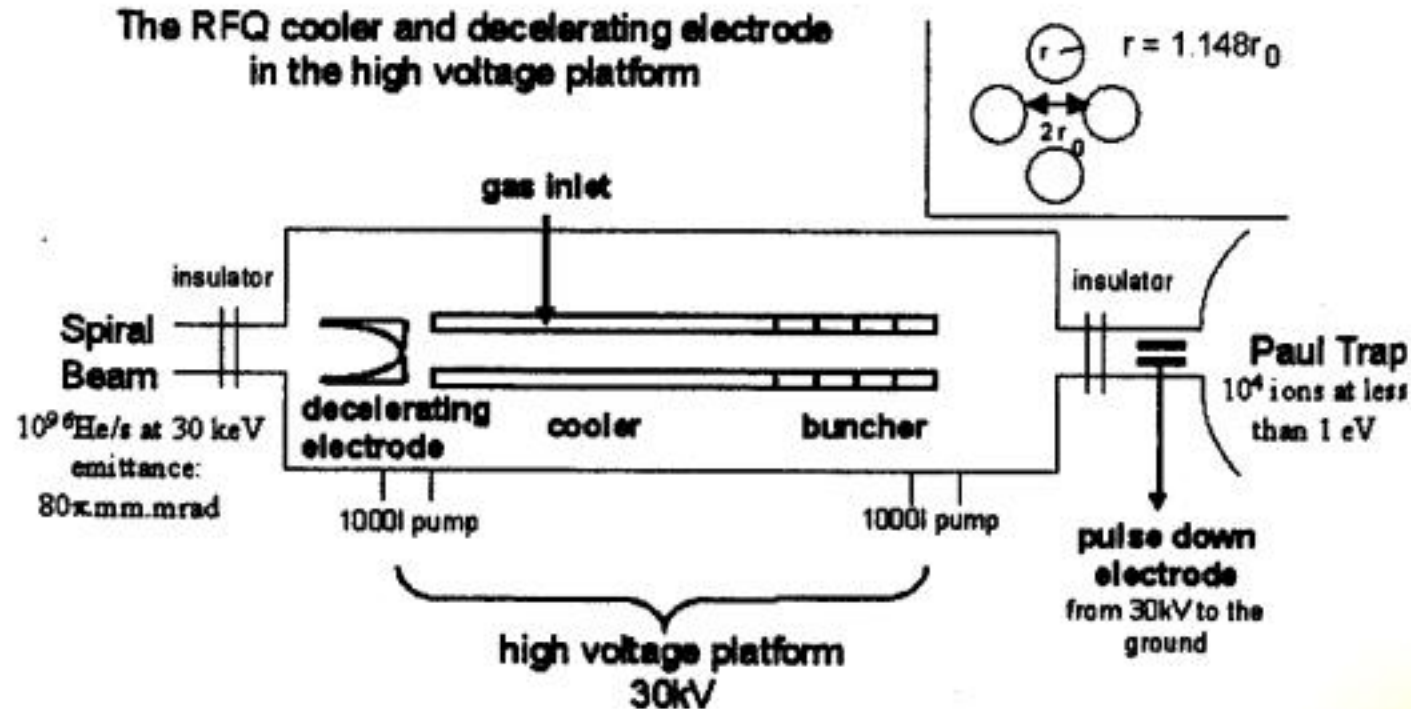 The RFQ cooler and decelerating electrode
in the high voltage platform
r
r = 1.148r₀
2r₀
gas inlet
insulator
insulator
Spiral
Beam
10⁹ ⁶He/s at 30 keV
emittance:
80π.mm.mrad
decelerating
electrode
cooler
buncher
Paul Trap
10⁴ ions at less
than 1 eV
1000l pump
1000l pump
pulse down
electrode
from 30kV to the
ground
high voltage platform
30kV